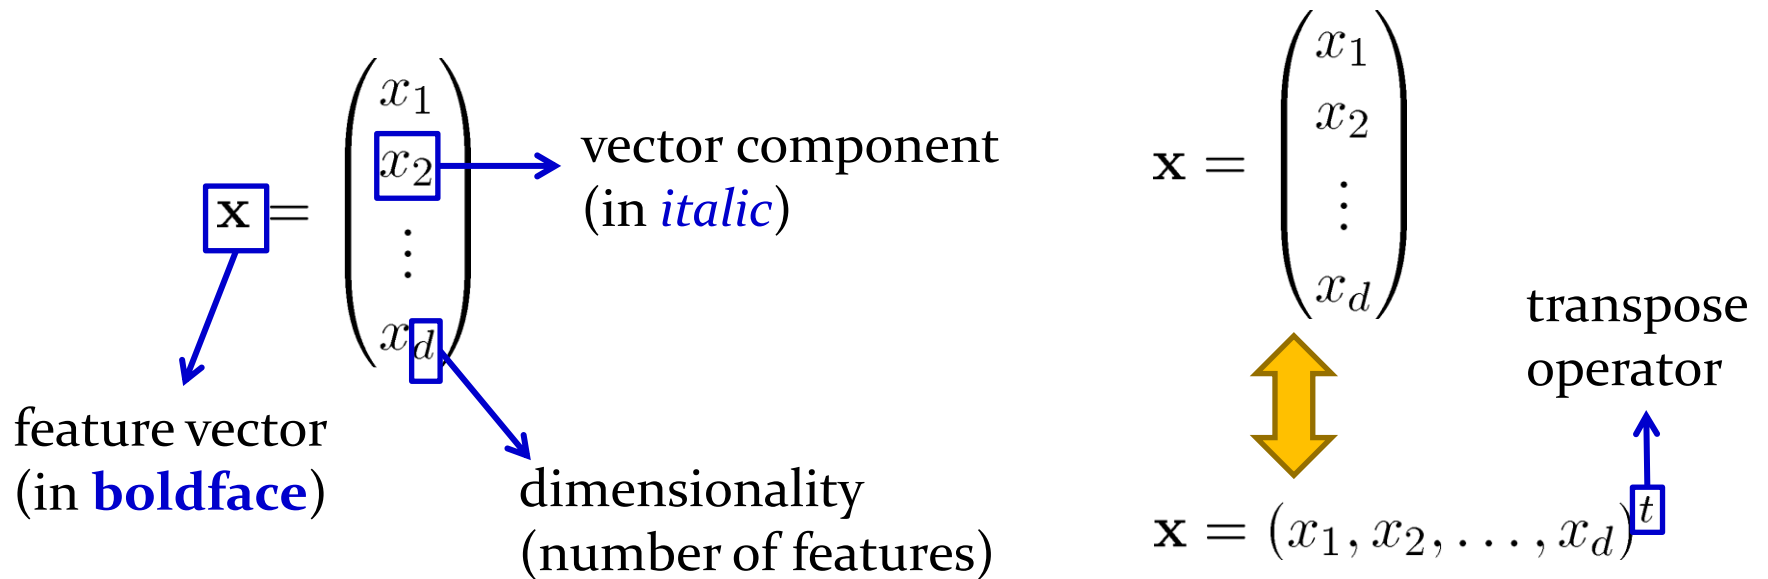 x = 
( x₁
x₂
⋮
x_d )
vector component
(in italic)
feature vector
(in boldface)
dimensionality
(number of features)
x = 
( x₁
x₂
⋮
x_d )
transpose
operator
x = (x₁, x₂, . . . , x_d)ᵗ